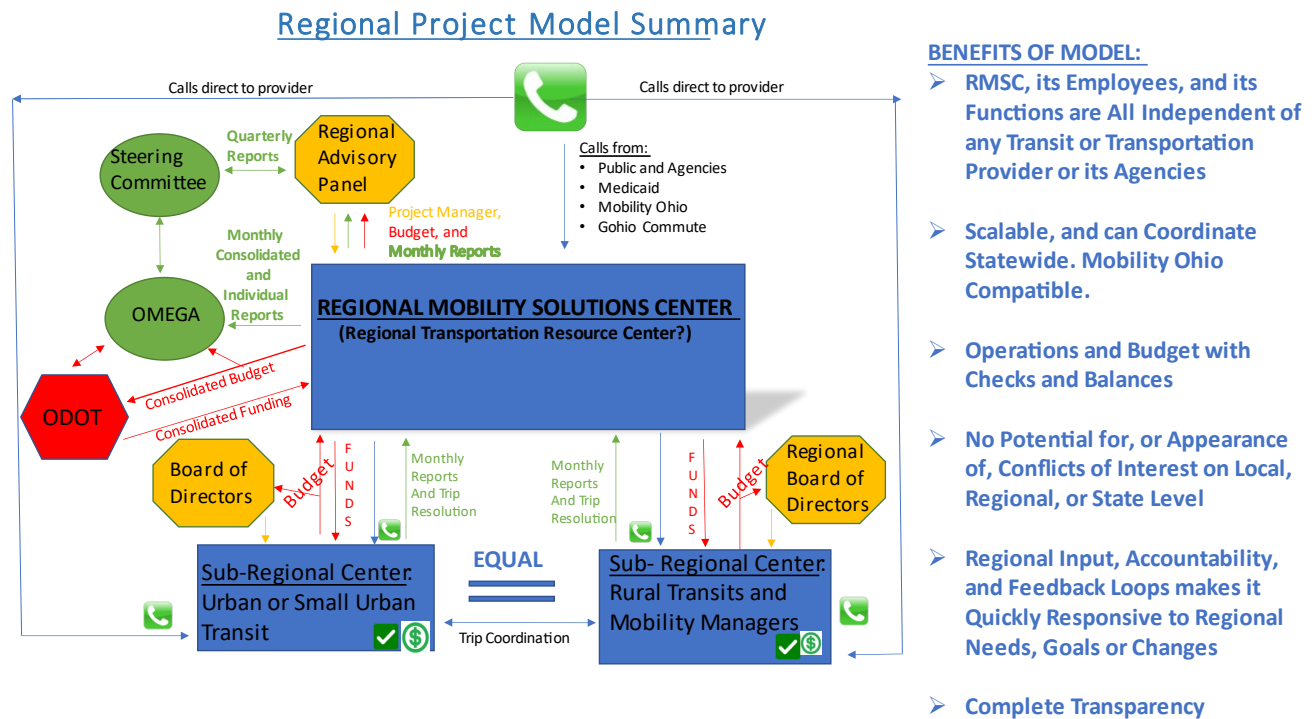 Regional Project Model Summary
Calls direct to provider
Calls direct to provider
Quarterly
Reports
Regional
Advisory
Panel
Steering
Committee
Calls from:
• Public and Agencies
• Medicaid
• Mobility Ohio
• Gohio Commute
Project Manager,
Budget, and
Monthly Reports
Monthly
Consolidated
and
Individual
Reports
OMEGA
REGIONAL MOBILITY SOLUTIONS CENTER
(Regional Transportation Resource Center?)
ODOT
Consolidated Budget
Consolidated Funding
Board of
Directors
Budget
FUNDS
Monthly
Reports
And Trip
Resolution
Monthly
Reports
And Trip
Resolution
FUNDS
Budget
Regional
Board of
Directors
Sub-Regional Center:
Urban or Small Urban
Transit
EQUAL
Trip Coordination
Sub- Regional Center:
Rural Transits and
Mobility Managers
BENEFITS OF MODEL:
➢ RMSC, its Employees, and its
Functions are All Independent of
any Transit or Transportation
Provider or its Agencies
➢ Scalable, and can Coordinate
Statewide. Mobility Ohio
Compatible.
➢ Operations and Budget with
Checks and Balances
➢ No Potential for, or Appearance
of, Conflicts of Interest on Local,
Regional, or State Level
➢ Regional Input, Accountability,
and Feedback Loops makes it
Quickly Responsive to Regional
Needs, Goals or Changes
➢ Complete Transparency